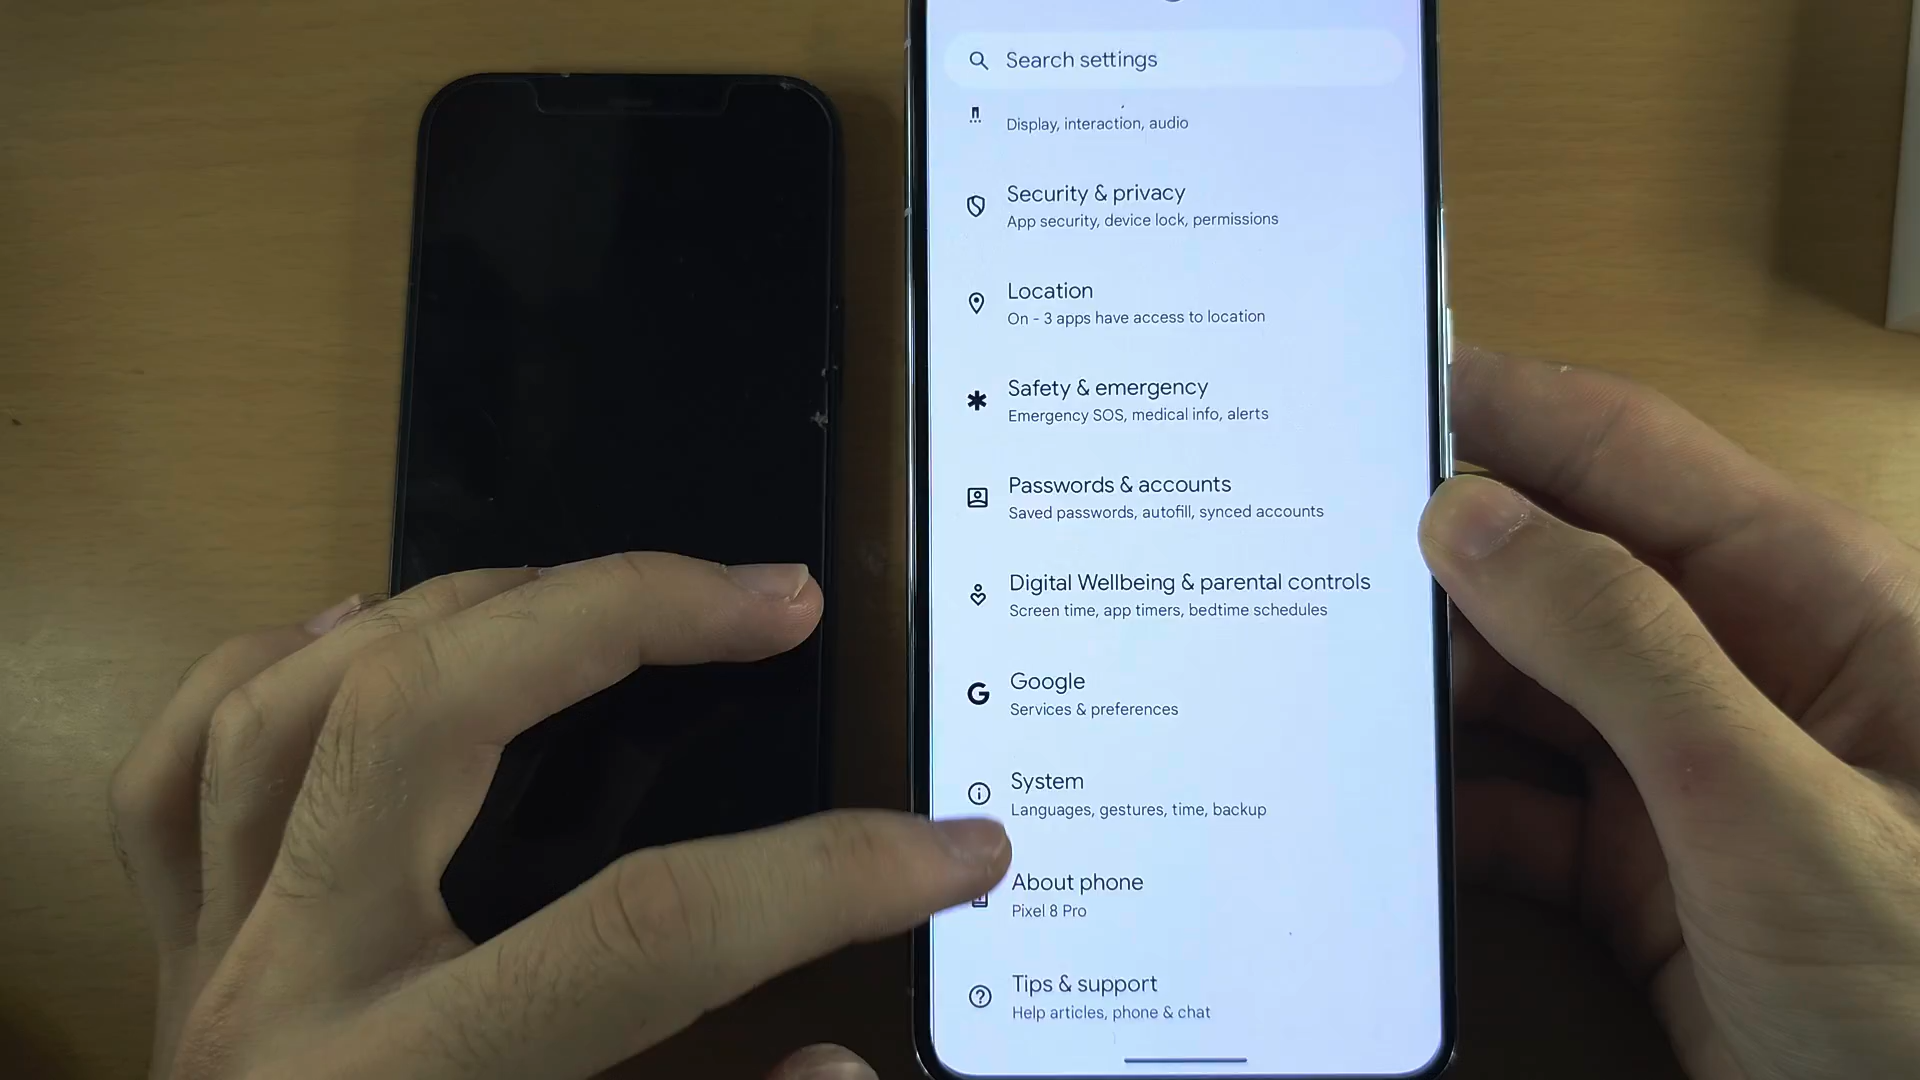 Search settings
Display, interaction, audio
Security & privacy
App security, device lock, permissions
Location
On - 3 apps have access to location
Safety & emergency
Emergency SOS, medical info, alerts
Passwords & accounts
Saved passwords, autofill, synced accounts
Digital Wellbeing & parental controls
Screen time, app timers, bedtime schedules
Google
Services & preferences
System
Languages, gestures, time, backup
About phone
Pixel 8 Pro
Tips & support
Help articles, phone & chat